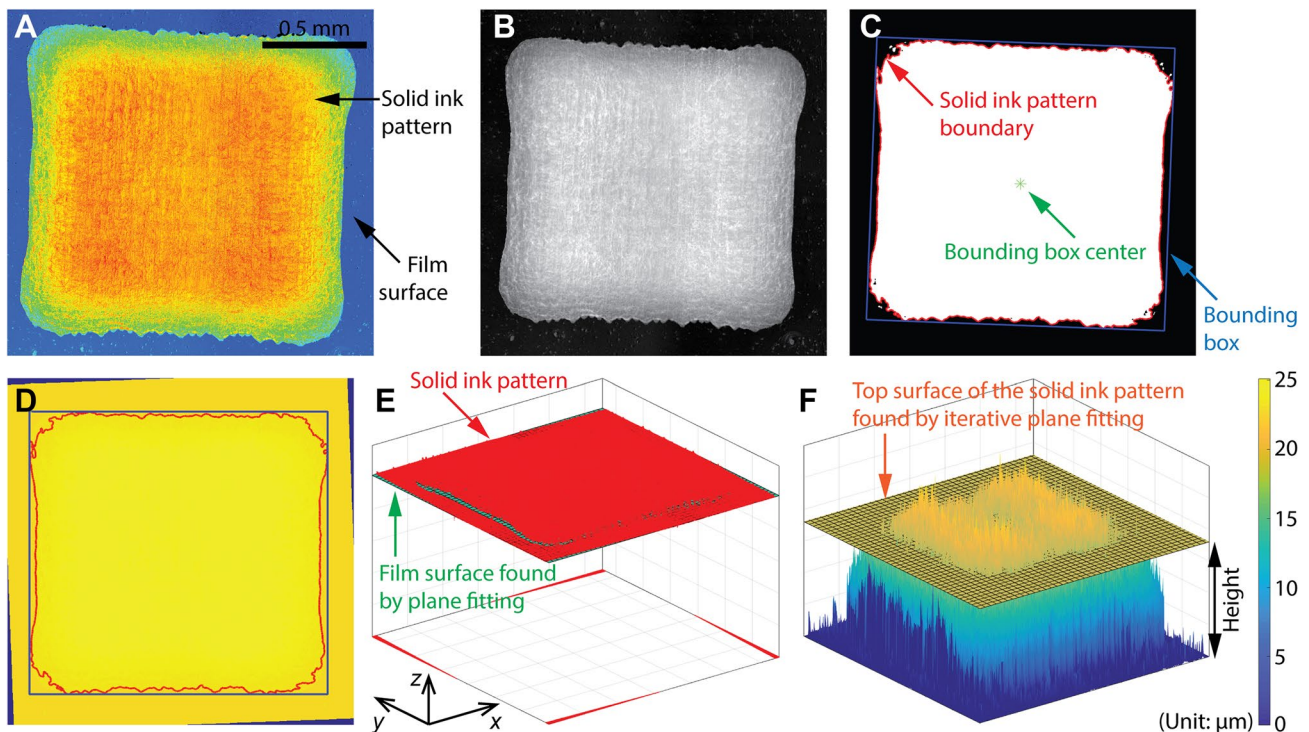 A
0.5 mm
Solid ink
pattern
Film
surface
B
C
Solid ink pattern
boundary
Bounding box center
Bounding
box
D
E
Solid ink pattern
Film surface found
by plane fitting
z
y
x
F
Top surface of the solid ink pattern
found by iterative plane fitting
Height
25
20
15
10
5
0
(Unit: μm)